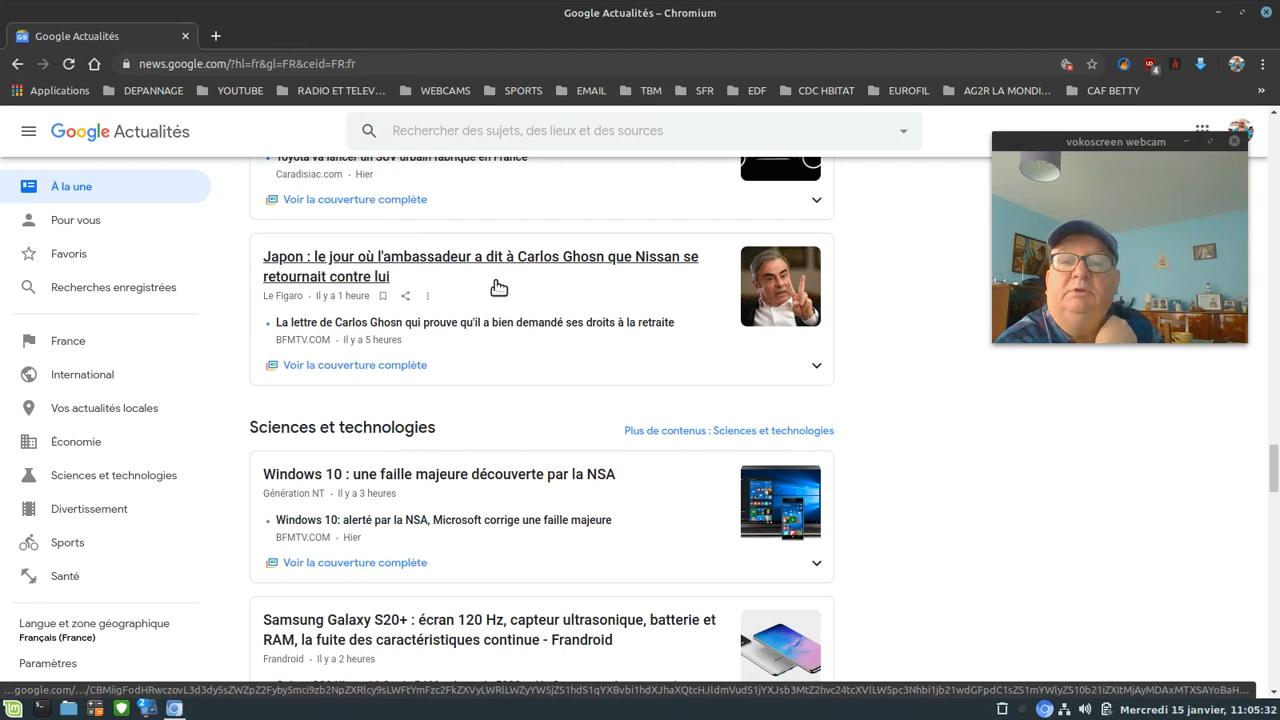 Google Actualités – Chromium
Google Actualités
news.google.com/?hl=fr&gl=FR&ceid=FR:fr
4
Applications DEPANNAGE YOUTUBE RADIO ET TELEV... WEBCAMS SPORTS EMAIL TBM SFR EDF CDC HBITAT EUROFIL AG2R LA MONDI... CAF BETTY »
Google Actualités
Rechercher des sujets, des lieux et des sources
vokoscreen webcam
À la une
Pour vous
Favoris
Recherches enregistrées
France
International
Vos actualités locales
Économie
Sciences et technologies
Divertissement
Sports
Santé
Langue et zone géographique
Français (France)
Paramètres
Toyota va lancer un SUV urbain fabriqué en France
Caradisiac.com · Hier
Voir la couverture complète
Japon : le jour où l'ambassadeur a dit à Carlos Ghosn que Nissan se
retournait contre lui
Le Figaro · Il y a 1 heure
La lettre de Carlos Ghosn qui prouve qu'il a bien demandé ses droits à la retraite
BFMTV.COM · Il y a 5 heures
Voir la couverture complète
Sciences et technologies
Plus de contenus : Sciences et technologies
Windows 10 : une faille majeure découverte par la NSA
Génération NT · Il y a 3 heures
Windows 10: alerté par la NSA, Microsoft corrige une faille majeure
BFMTV.COM · Hier
Voir la couverture complète
Samsung Galaxy S20+ : écran 120 Hz, capteur ultrasonique, batterie et
RAM, la fuite des caractéristiques continue - Frandroid
Frandroid · Il y a 2 heures
Mercredi 15 janvier, 11:05:32